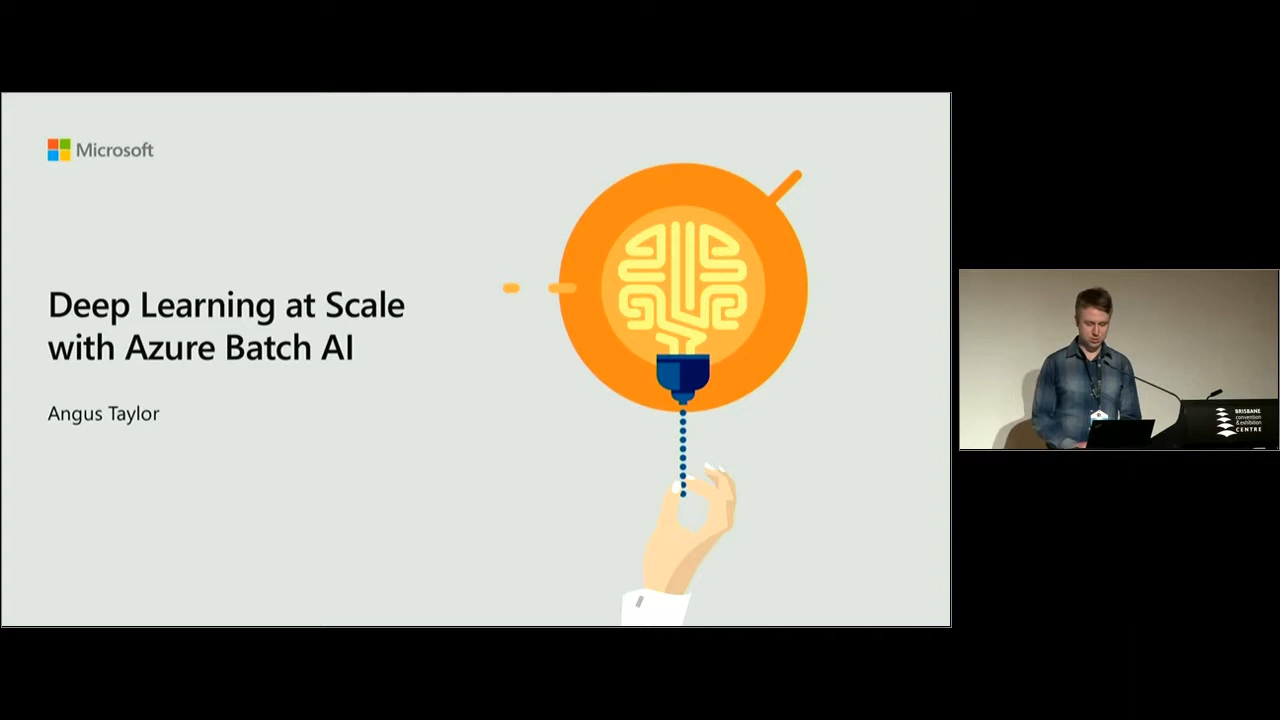 Microsoft
Deep Learning at Scale
with Azure Batch AI
Angus Taylor
BRISBANE
convention
& exhibition
CENTRE